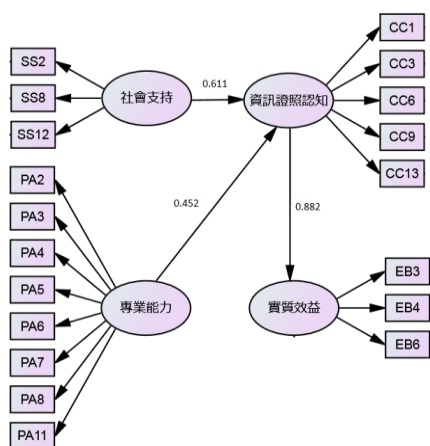 CC1
SS2
CC3
社會支持
0.611
資訊證照認知
SS8
CC6
SS12
CC9
CC13
PA2
PA3
0.452
0.882
PA4
PA5
EB3
專業能力
實質效益
EB4
PA6
EB6
PA7
PA8
PA11